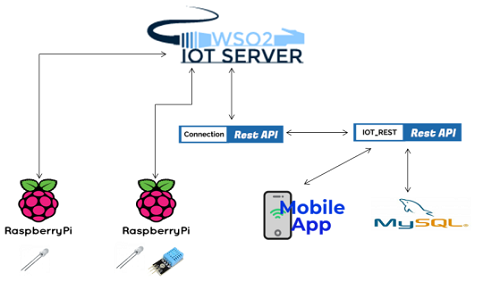 WSO2
IOT SERVER
Connection Rest API
IOT_REST Rest API
RaspberryPi
RaspberryPi
Mobile
App
MySQL